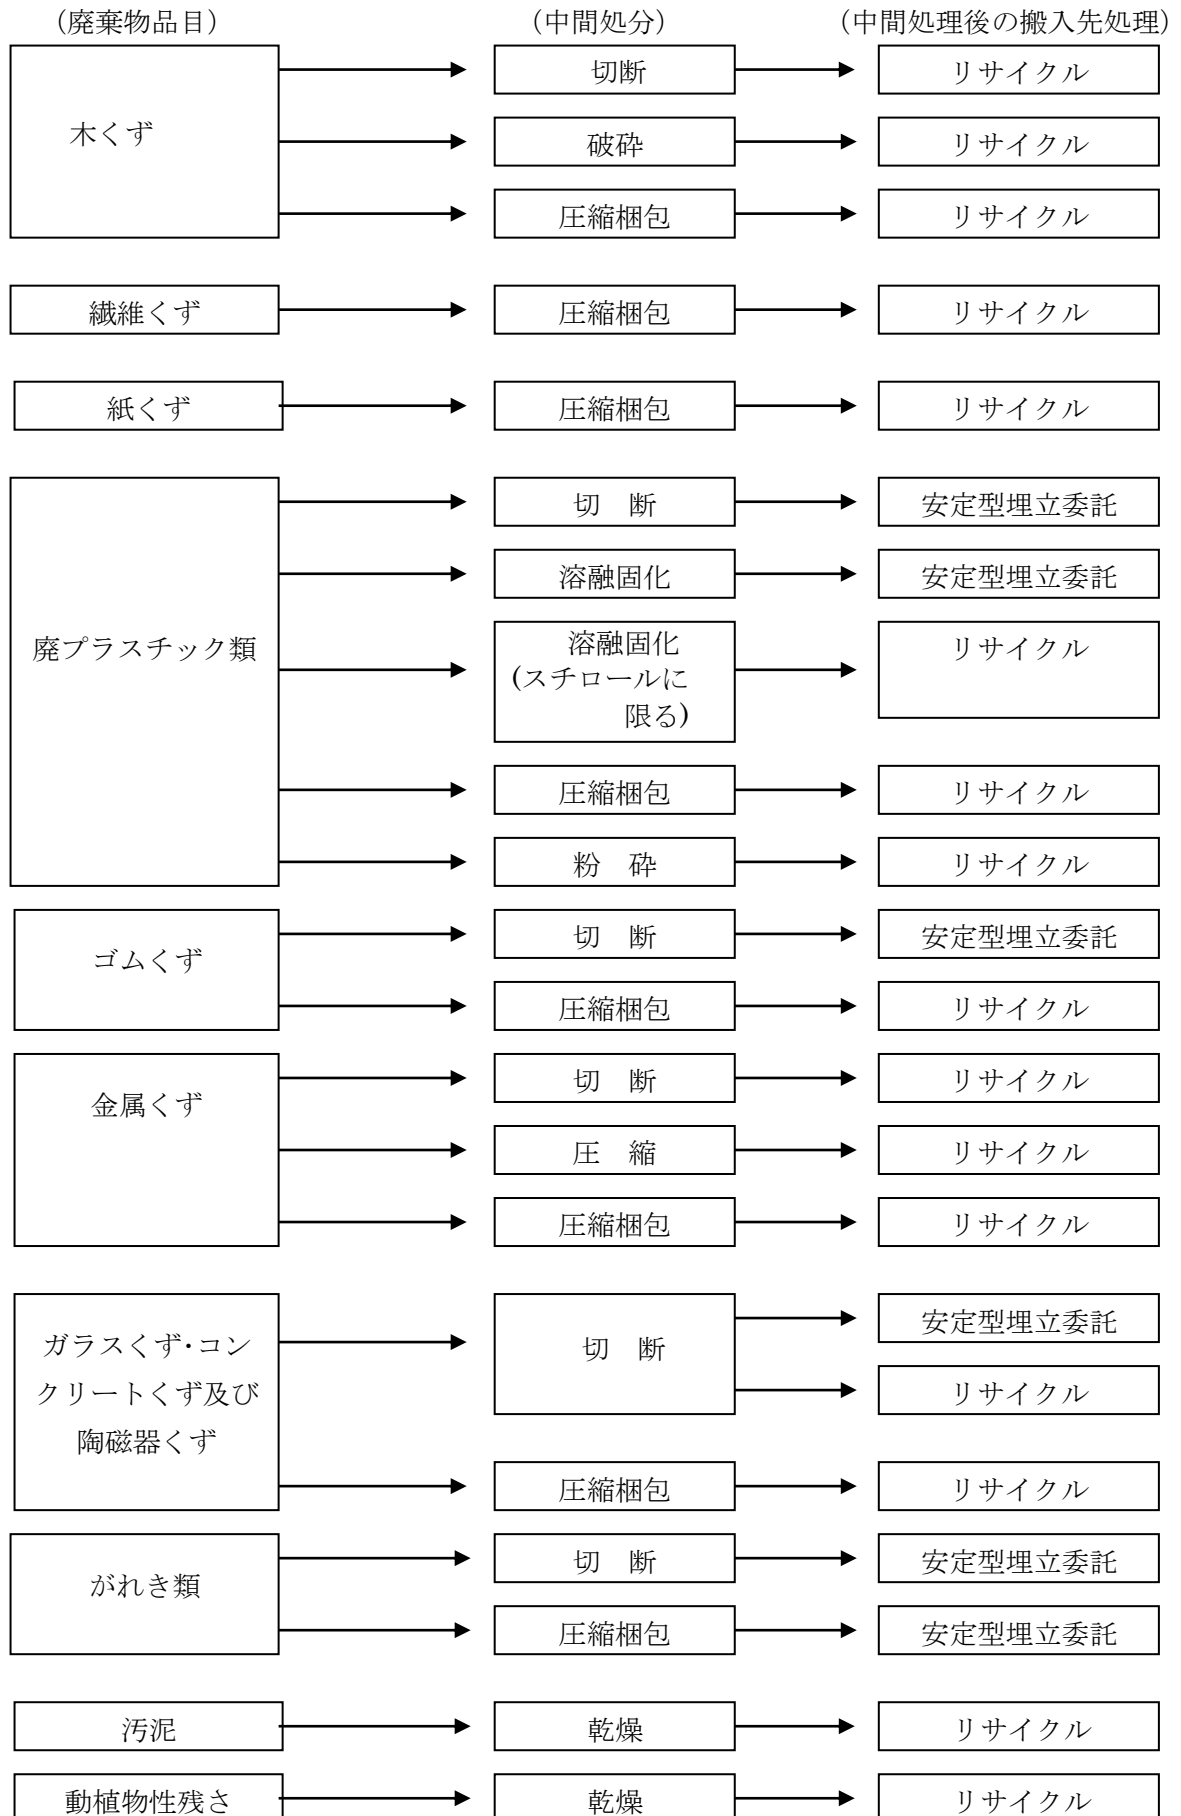 (廃棄物品目) (中間処分) (中間処理後の搬入先処理)
木くず
切断 リサイクル
破砕 リサイクル
圧縮梱包 リサイクル
繊維くず 圧縮梱包 リサイクル
紙くず 圧縮梱包 リサイクル
廃プラスチック類
切 断 安定型埋立委託
溶融固化 安定型埋立委託
溶融固化 リサイクル
(スチロールに
限る)
圧縮梱包 リサイクル
粉 砕 リサイクル
ゴムくず
切 断 安定型埋立委託
圧縮梱包 リサイクル
金属くず
切 断 リサイクル
圧 縮 リサイクル
圧縮梱包 リサイクル
ガラスくず・コン
クリートくず及び
陶磁器くず
切 断 安定型埋立委託
リサイクル
圧縮梱包 リサイクル
がれき類
切 断 安定型埋立委託
圧縮梱包 安定型埋立委託
汚泥 乾燥 リサイクル
動植物性残さ 乾燥 リサイクル